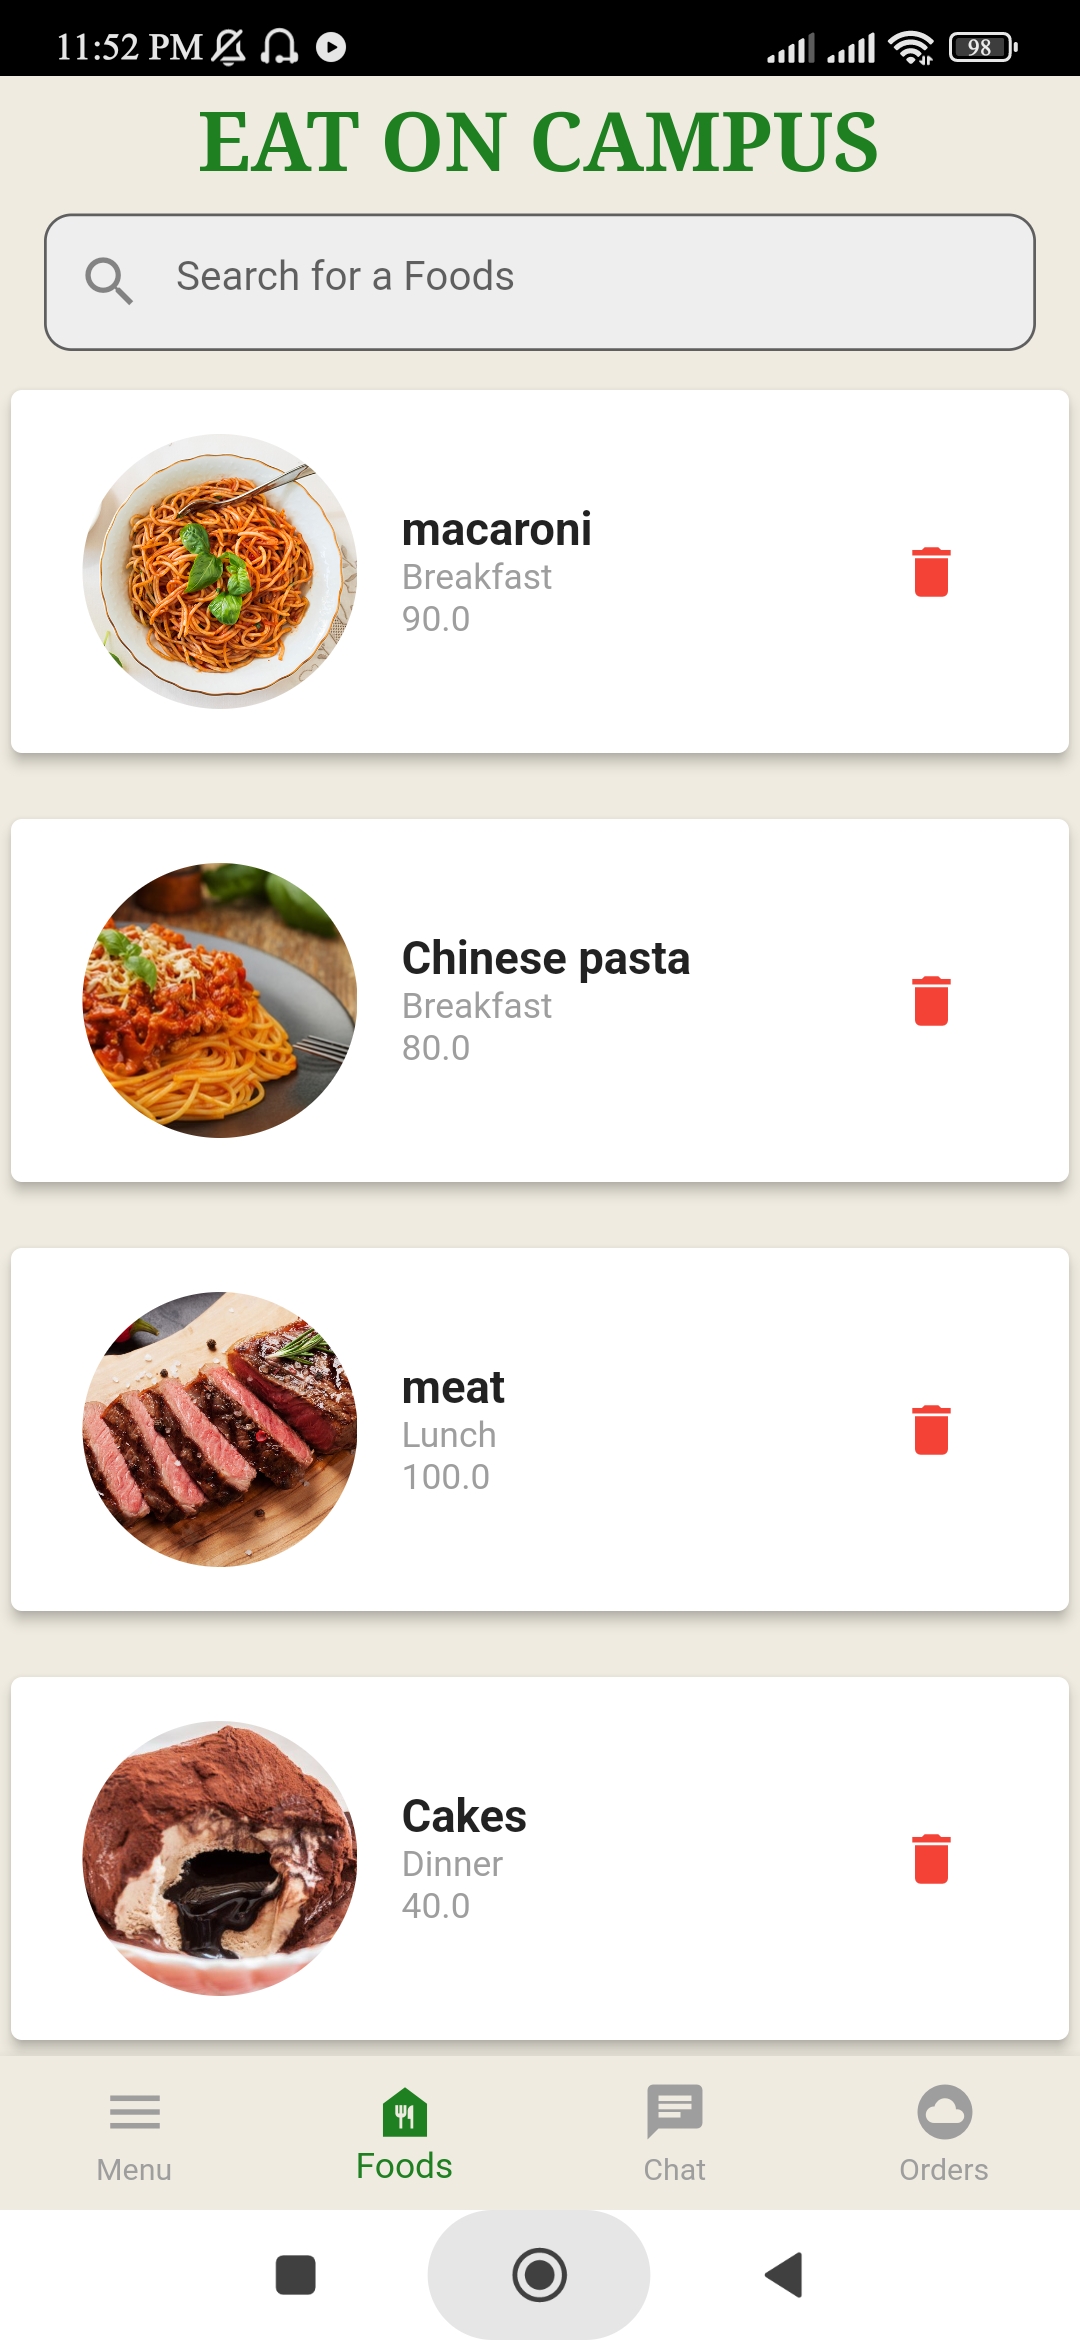 11:52 PM
98
EAT ON CAMPUS
Search for a Foods
macaroni
Breakfast
90.0
Chinese pasta
Breakfast
80.0
meat
Lunch
100.0
Cakes
Dinner
40.0
Menu
Foods
Chat
Orders